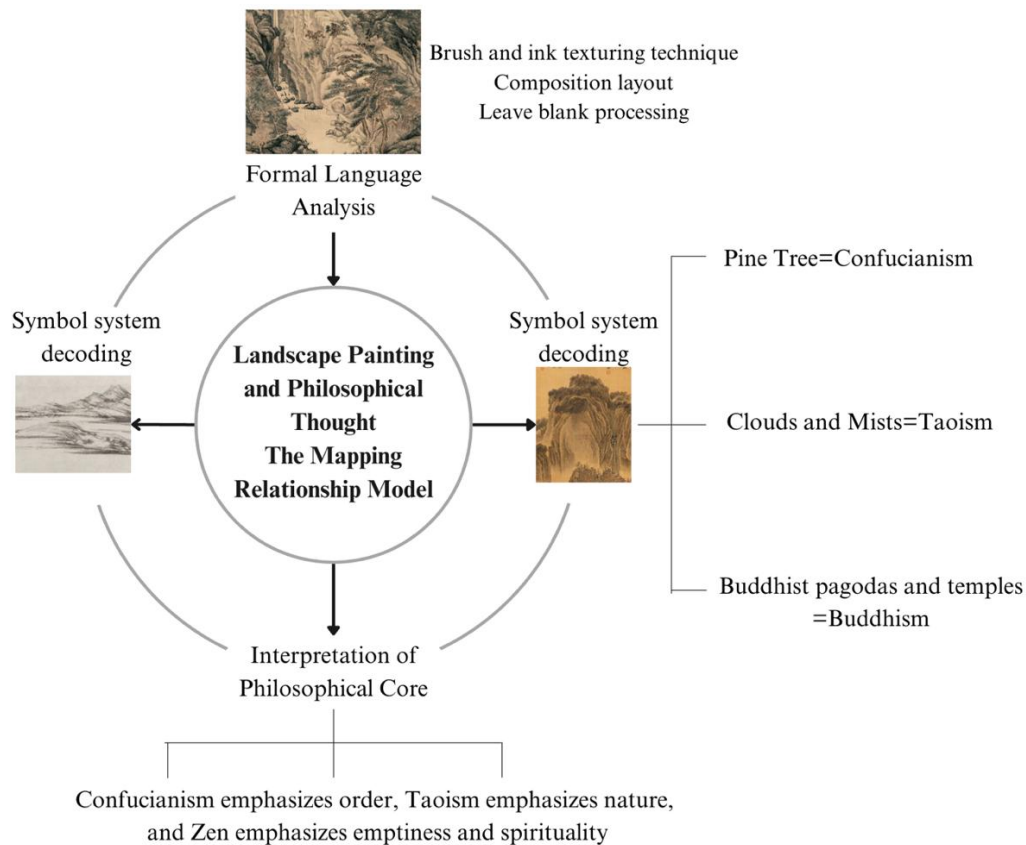 Brush and ink texturing technique
Composition layout
Leave blank processing
Formal Language
Analysis
Symbol system
decoding
Landscape Painting
and Philosophical
Thought
The Mapping
Relationship Model
Symbol system
decoding
Pine Tree=Confucianism
Clouds and Mists=Taoism
Buddhist pagodas and temples
=Buddhism
Interpretation of
Philosophical Core
Confucianism emphasizes order, Taoism emphasizes nature,
and Zen emphasizes emptiness and spirituality